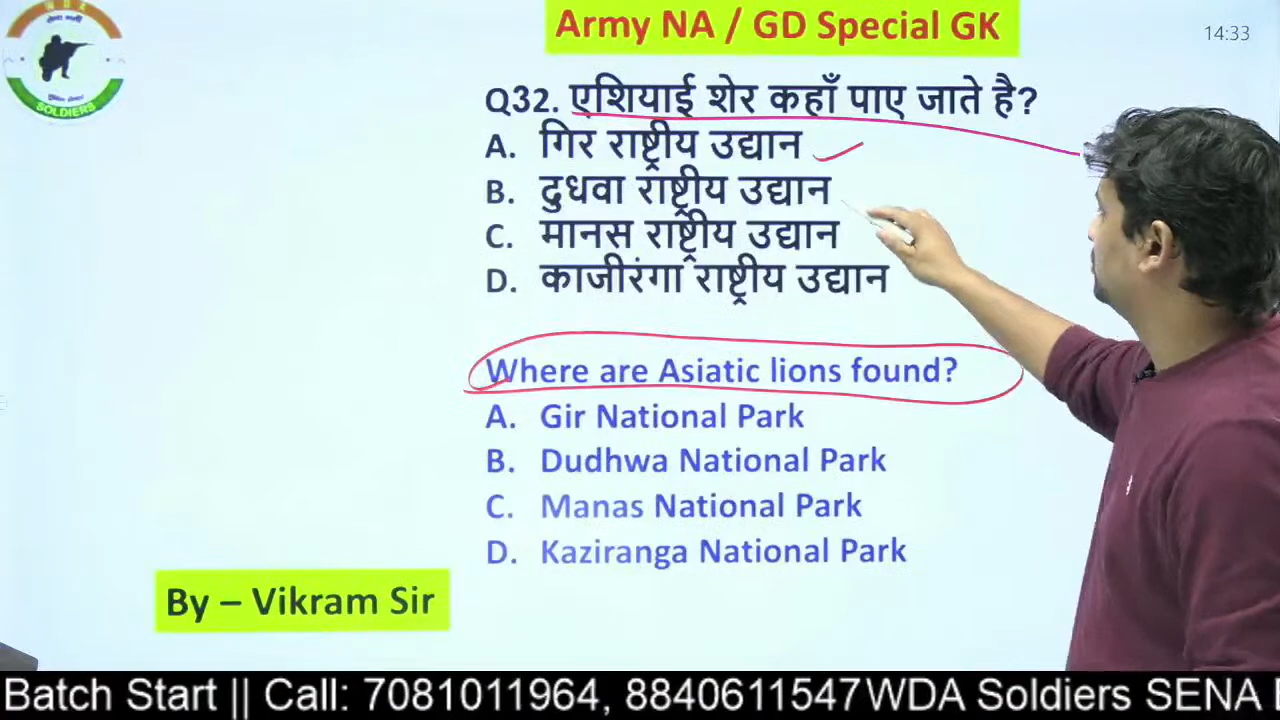 Army NA / GD Special GK
14:33
WDA
SOLDIERS
Q32. एशियाई शेर कहाँ पाए जाते है?
A. गिर राष्ट्रीय उद्यान
B. दुधवा राष्ट्रीय उद्यान
C. मानस राष्ट्रीय उद्यान
D. काजीरंगा राष्ट्रीय उद्यान
Where are Asiatic lions found?
A. Gir National Park
B. Dudhwa National Park
C. Manas National Park
D. Kaziranga National Park
By – Vikram Sir
Batch Start || Call: 7081011964, 8840611547WDA Soldiers SENA